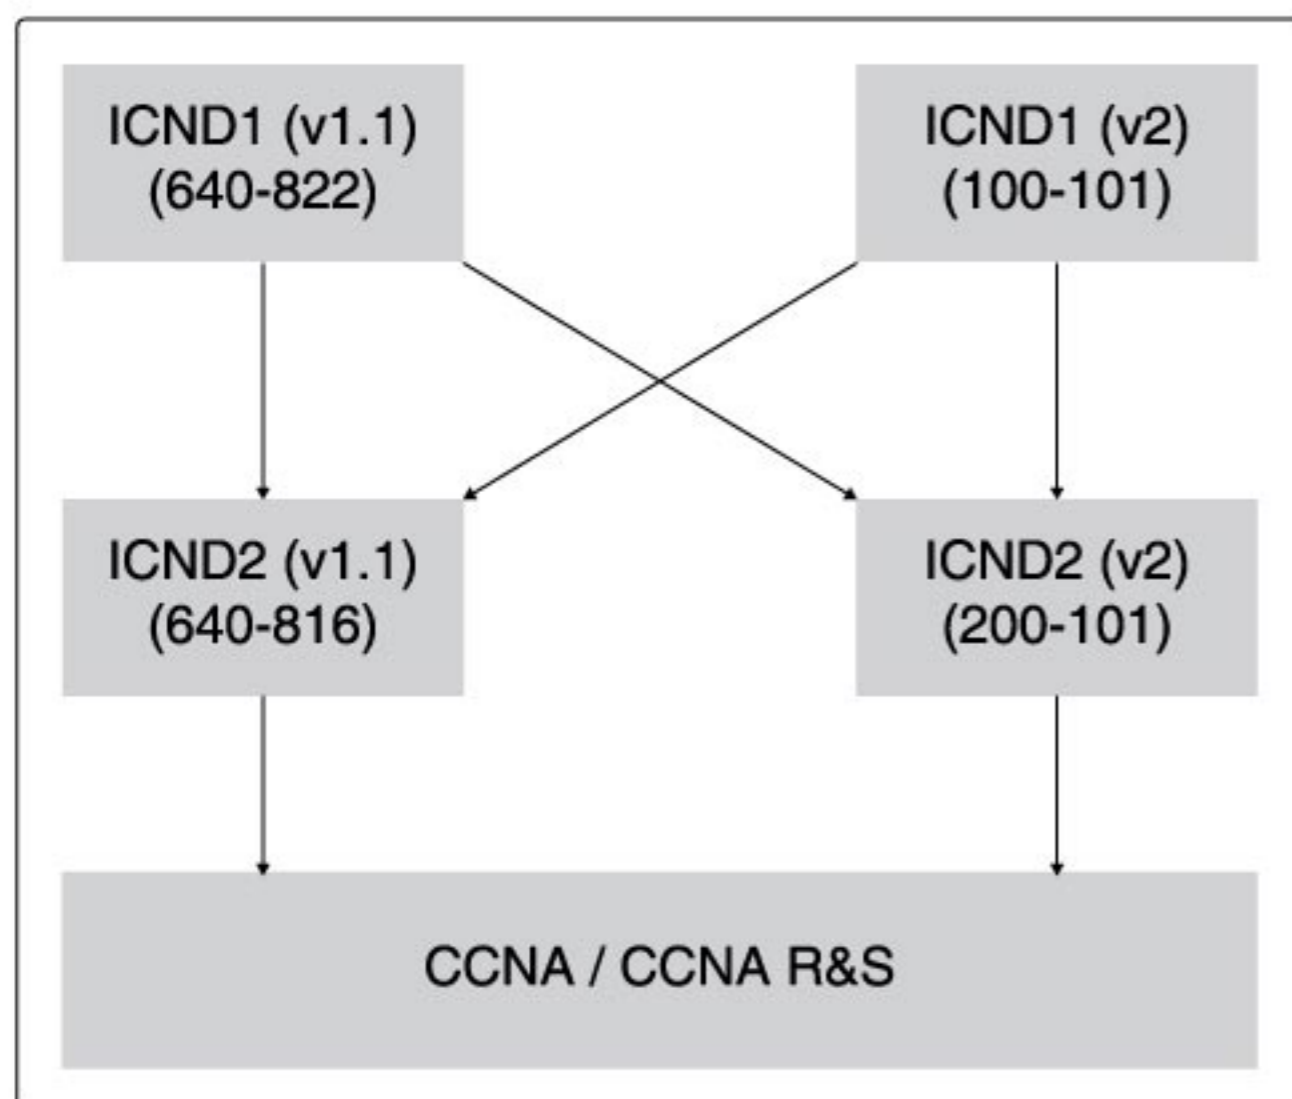 ICND1 (v1.1)
(640-822)
ICND1 (v2)
(100-101)
ICND2 (v1.1)
(640-816)
ICND2 (v2)
(200-101)
CCNA / CCNA R&S